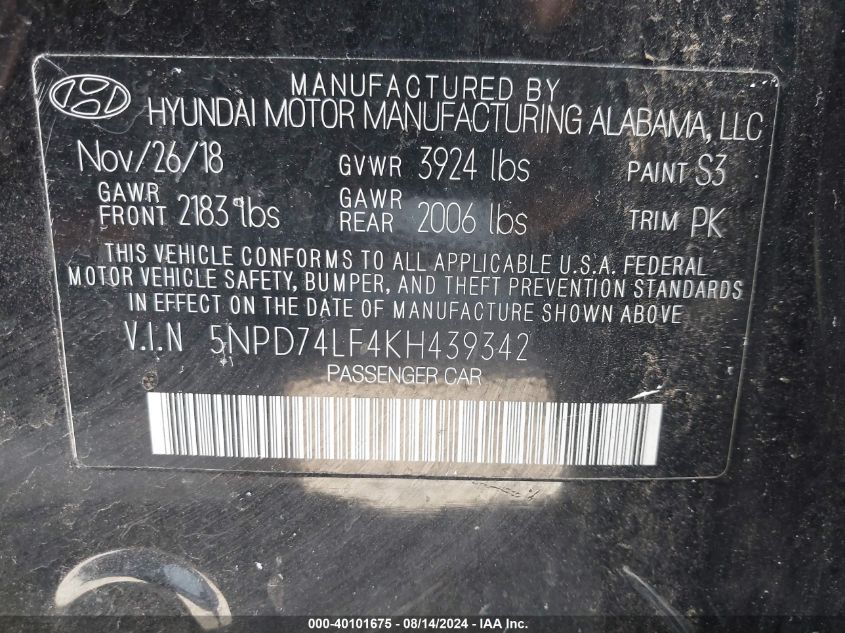 MANUFACTURED BY
HYUNDAI MOTOR MANUFACTURING ALABAMA, LLC
Nov/26/18 GVWR 3924 lbs PAINT S3
GAWR FRONT 2183 lbs GAWR REAR 2006 lbs TRIM PK
THIS VEHICLE CONFORMS TO ALL APPLICABLE U.S.A. FEDERAL
MOTOR VEHICLE SAFETY, BUMPER, AND THEFT PREVENTION STANDARDS
IN EFFECT ON THE DATE OF MANUFACTURE SHOWN ABOVE
V.I.N 5NPD74LF4KH439342
PASSENGER CAR
000-40101675 - 08/14/2024 - IAA Inc.